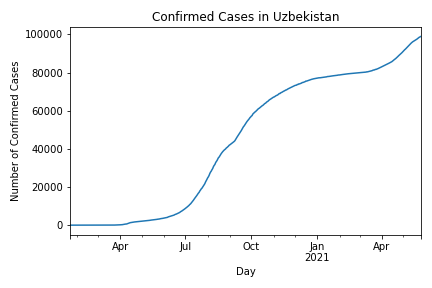 Confirmed Cases in Uzbekistan
100000
80000
60000
40000
20000
0
Number of Confirmed Cases
Apr
Jul
Oct
Jan
2021
Apr
Day